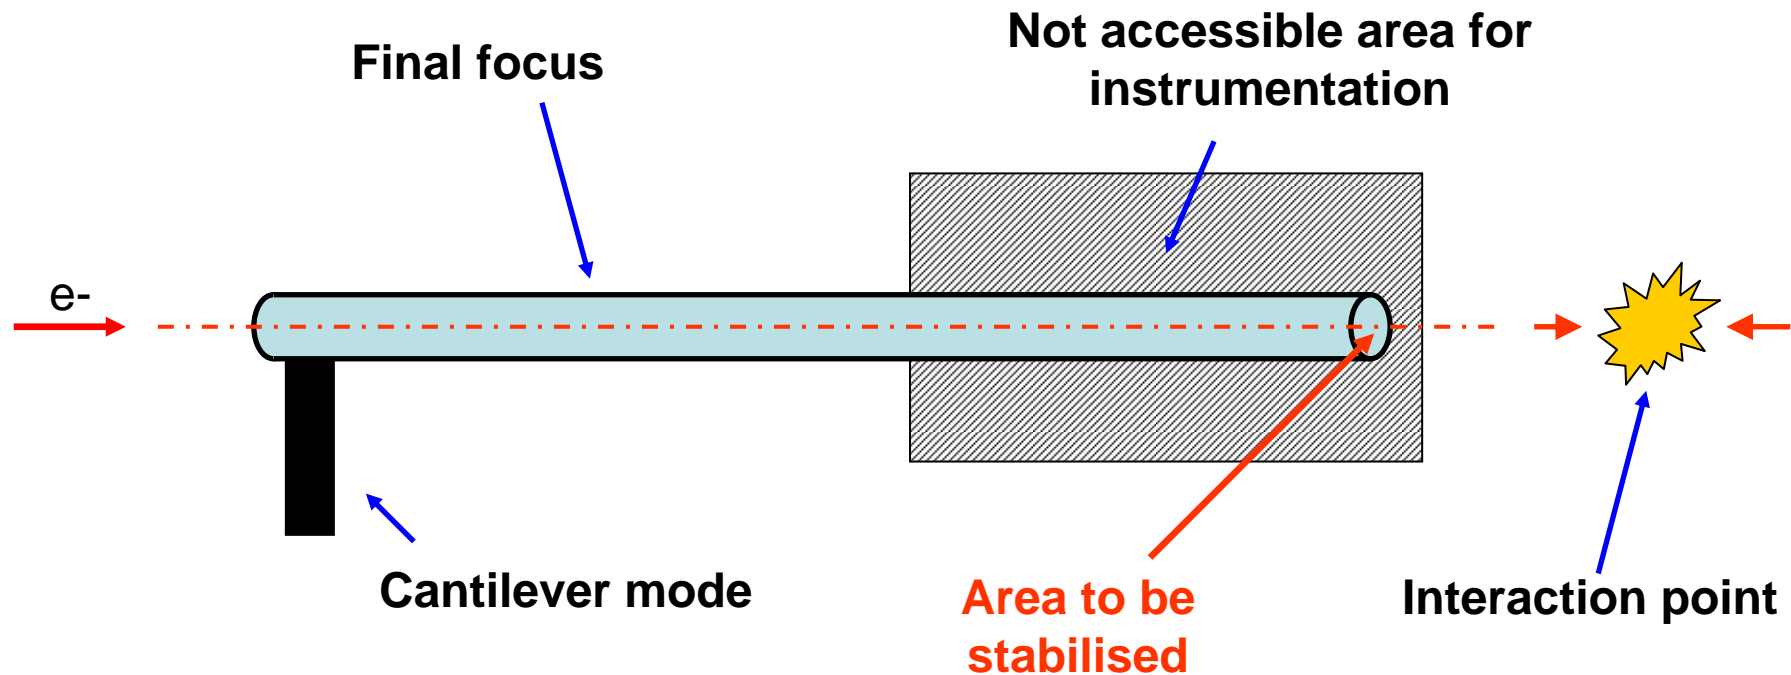 Final focus
Not accessible area for
instrumentation
e-
Cantilever mode
Area to be
stabilised
Interaction point